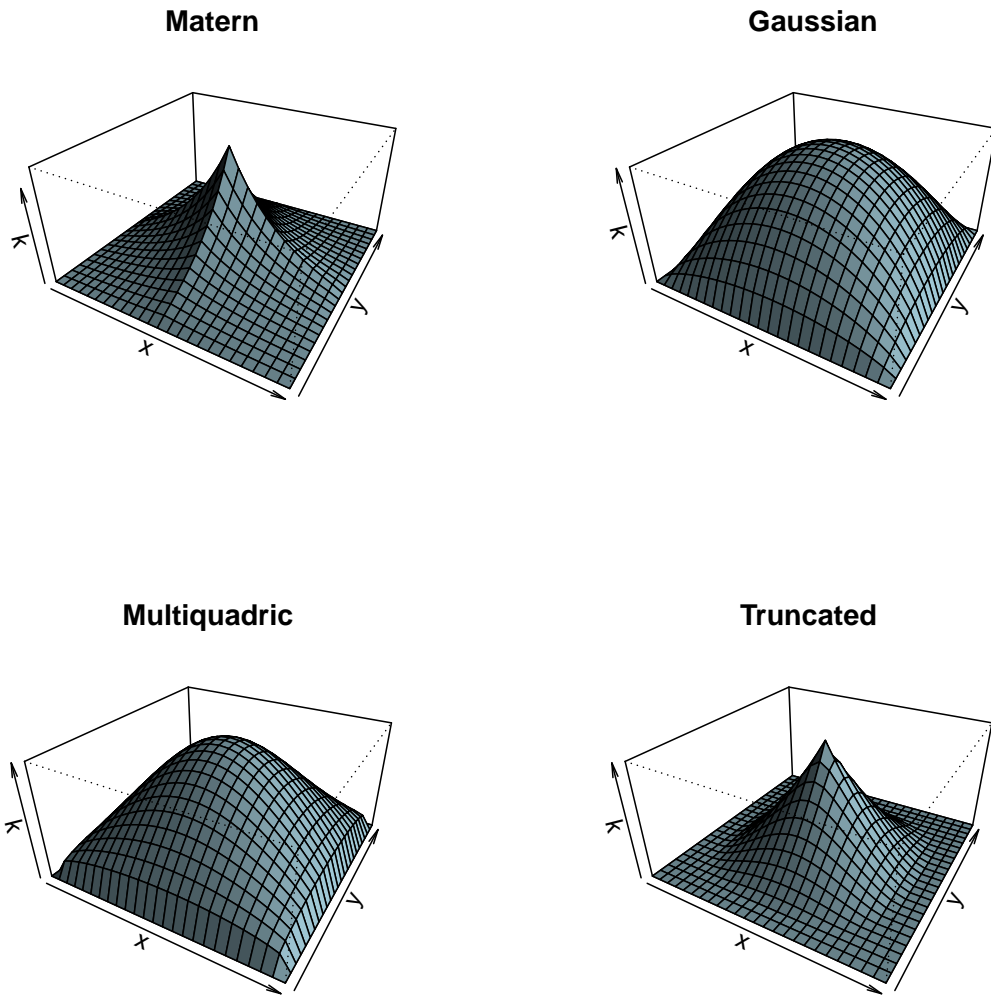 Matern
k
x
y
Gaussian
k
x
y
Multiquadric
k
x
y
Truncated
k
x
y